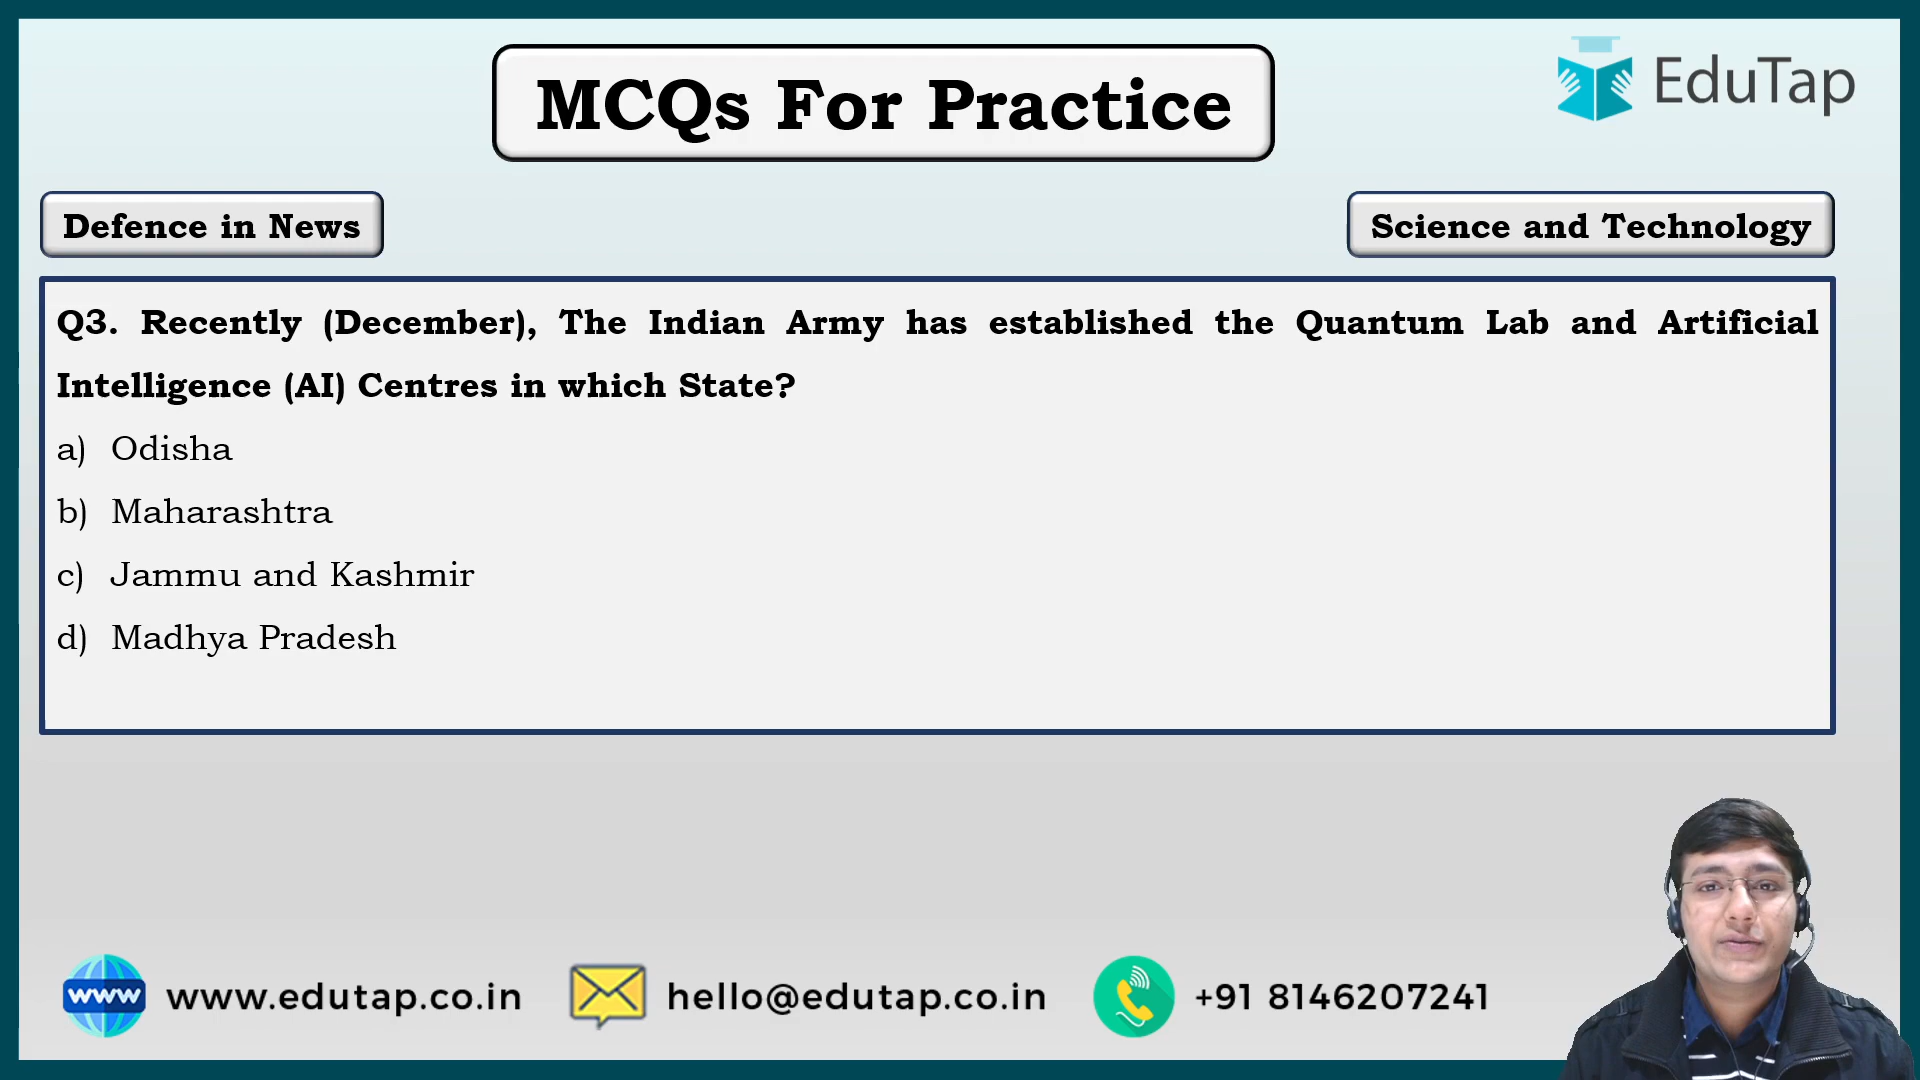 MCQs For Practice
EduTap
Defence in News
Science and Technology
Q3. Recently (December), The Indian Army has established the Quantum Lab and Artificial
Intelligence (AI) Centres in which State?
a) Odisha
b) Maharashtra
c) Jammu and Kashmir
d) Madhya Pradesh
www
www.edutap.co.in
hello@edutap.co.in
+91 8146207241